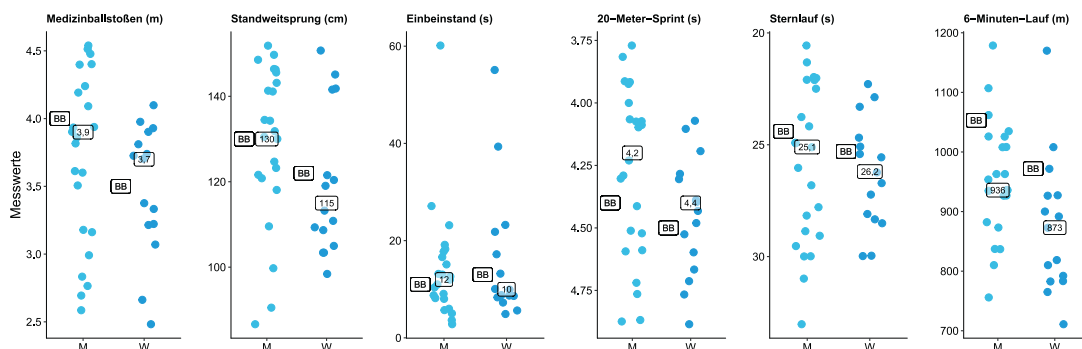 Medizinballstoßen (m)
Standweitsprung (cm)
Einbeinstand (s)
20−Meter−Sprint (s)
Sternlauf (s)
6−Minuten−Lauf (m)
Messwerte
4.5
4.0
3.5
3.0
2.5
BB
3,9
3,7
BB
M
W
140
120
100
BB
130
BB
115
M
W
60
40
20
0
BB
12
BB
10
M
W
3.75
4.00
4.25
4.50
4.75
4,2
BB
4,4
BB
M
W
20
25
30
BB
25,1
BB
26,2
M
W
1200
1100
1000
900
800
700
BB
936
BB
873
M
W